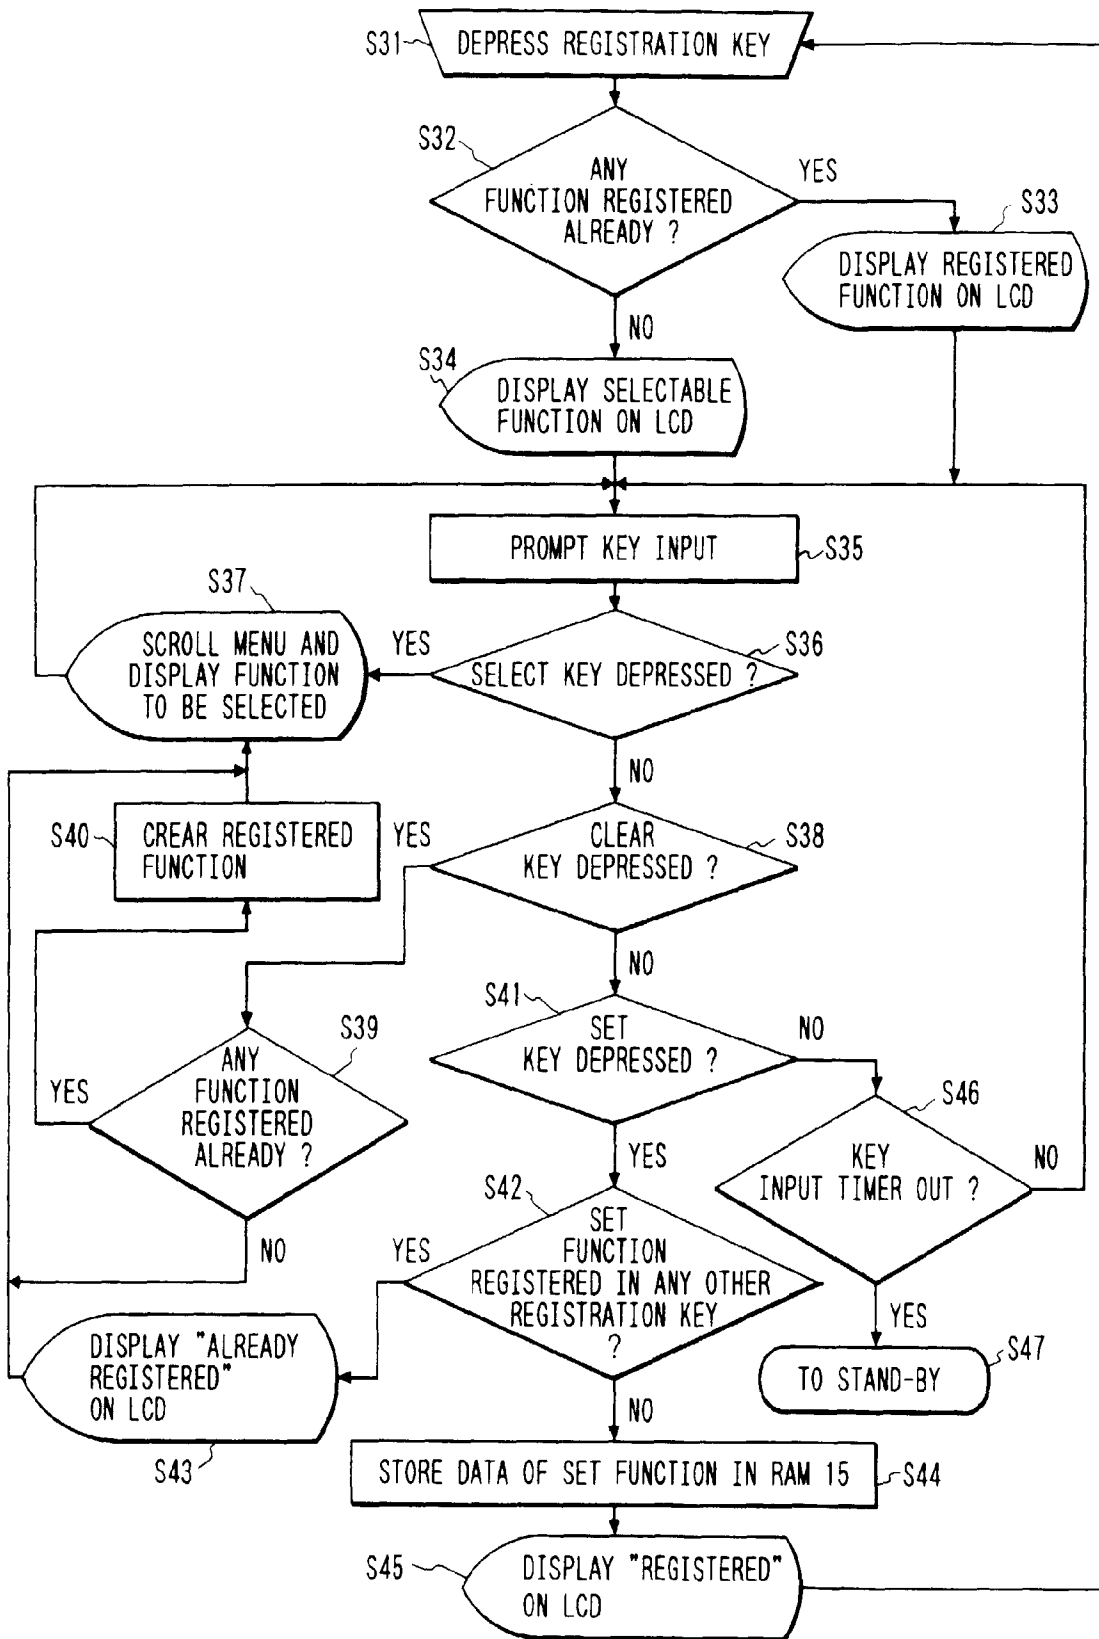 S31
DEPRESS REGISTRATION KEY
S32
ANY
FUNCTION REGISTERED
ALREADY ?
YES
S33
DISPLAY REGISTERED
FUNCTION ON LCD
NO
S34
DISPLAY SELECTABLE
FUNCTION ON LCD
PROMPT KEY INPUT
S35
S37
SCROLL MENU AND
DISPLAY FUNCTION
TO BE SELECTED
YES
S36
SELECT KEY DEPRESSED ?
NO
S40
CREAR REGISTERED
FUNCTION
YES
S38
CLEAR
KEY DEPRESSED ?
NO
S41
SET
KEY DEPRESSED ?
NO
S39
ANY
FUNCTION
REGISTERED
ALREADY ?
YES
NO
S46
KEY
INPUT TIMER OUT ?
NO
YES
S42
SET
FUNCTION
REGISTERED IN ANY OTHER
REGISTRATION KEY
?
YES
YES
S47
TO STAND-BY
DISPLAY "ALREADY
REGISTERED"
ON LCD
S43
NO
STORE DATA OF SET FUNCTION IN RAM 15
S44
S45
DISPLAY "REGISTERED"
ON LCD